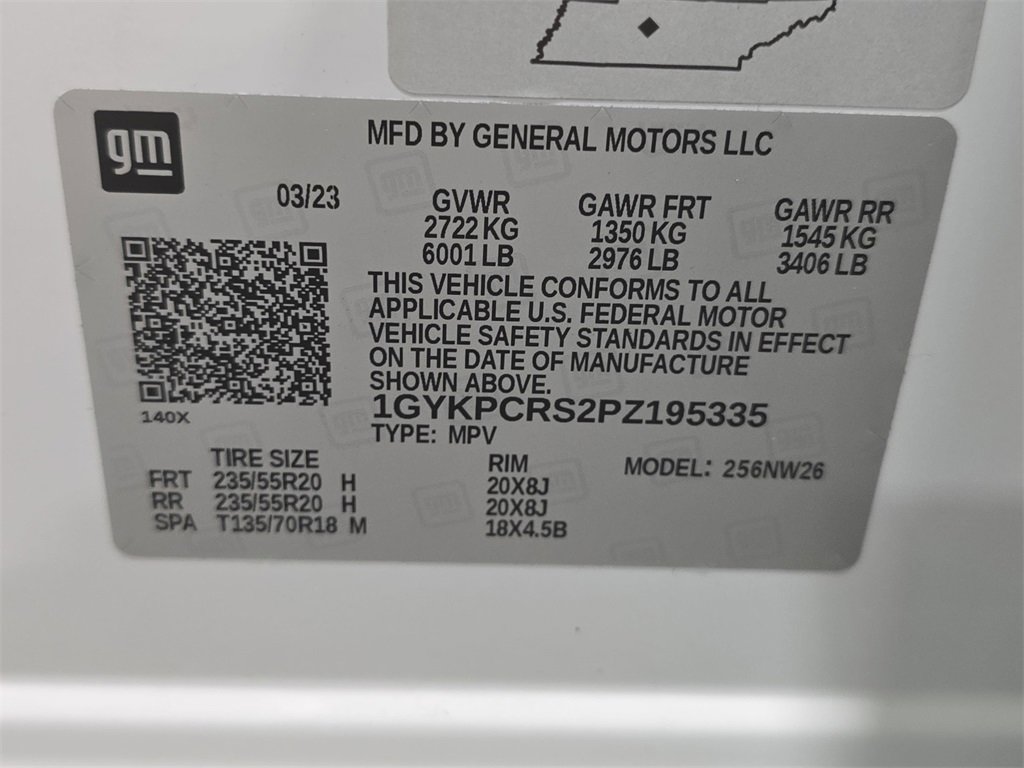 gm
MFD BY GENERAL MOTORS LLC
03/23
GVWR GAWR FRT GAWR RR
2722 KG 1350 KG 1545 KG
6001 LB 2976 LB 3406 LB
THIS VEHICLE CONFORMS TO ALL
APPLICABLE U.S. FEDERAL MOTOR
VEHICLE SAFETY STANDARDS IN EFFECT
ON THE DATE OF MANUFACTURE
SHOWN ABOVE.
140X
1GYKPCRS2PZ195335
TYPE: MPV
TIRE SIZE RIM MODEL: 256NW26
FRT 235/55R20 H 20X8J
RR 235/55R20 H 20X8J
SPA T135/70R18 M 18X4.5B